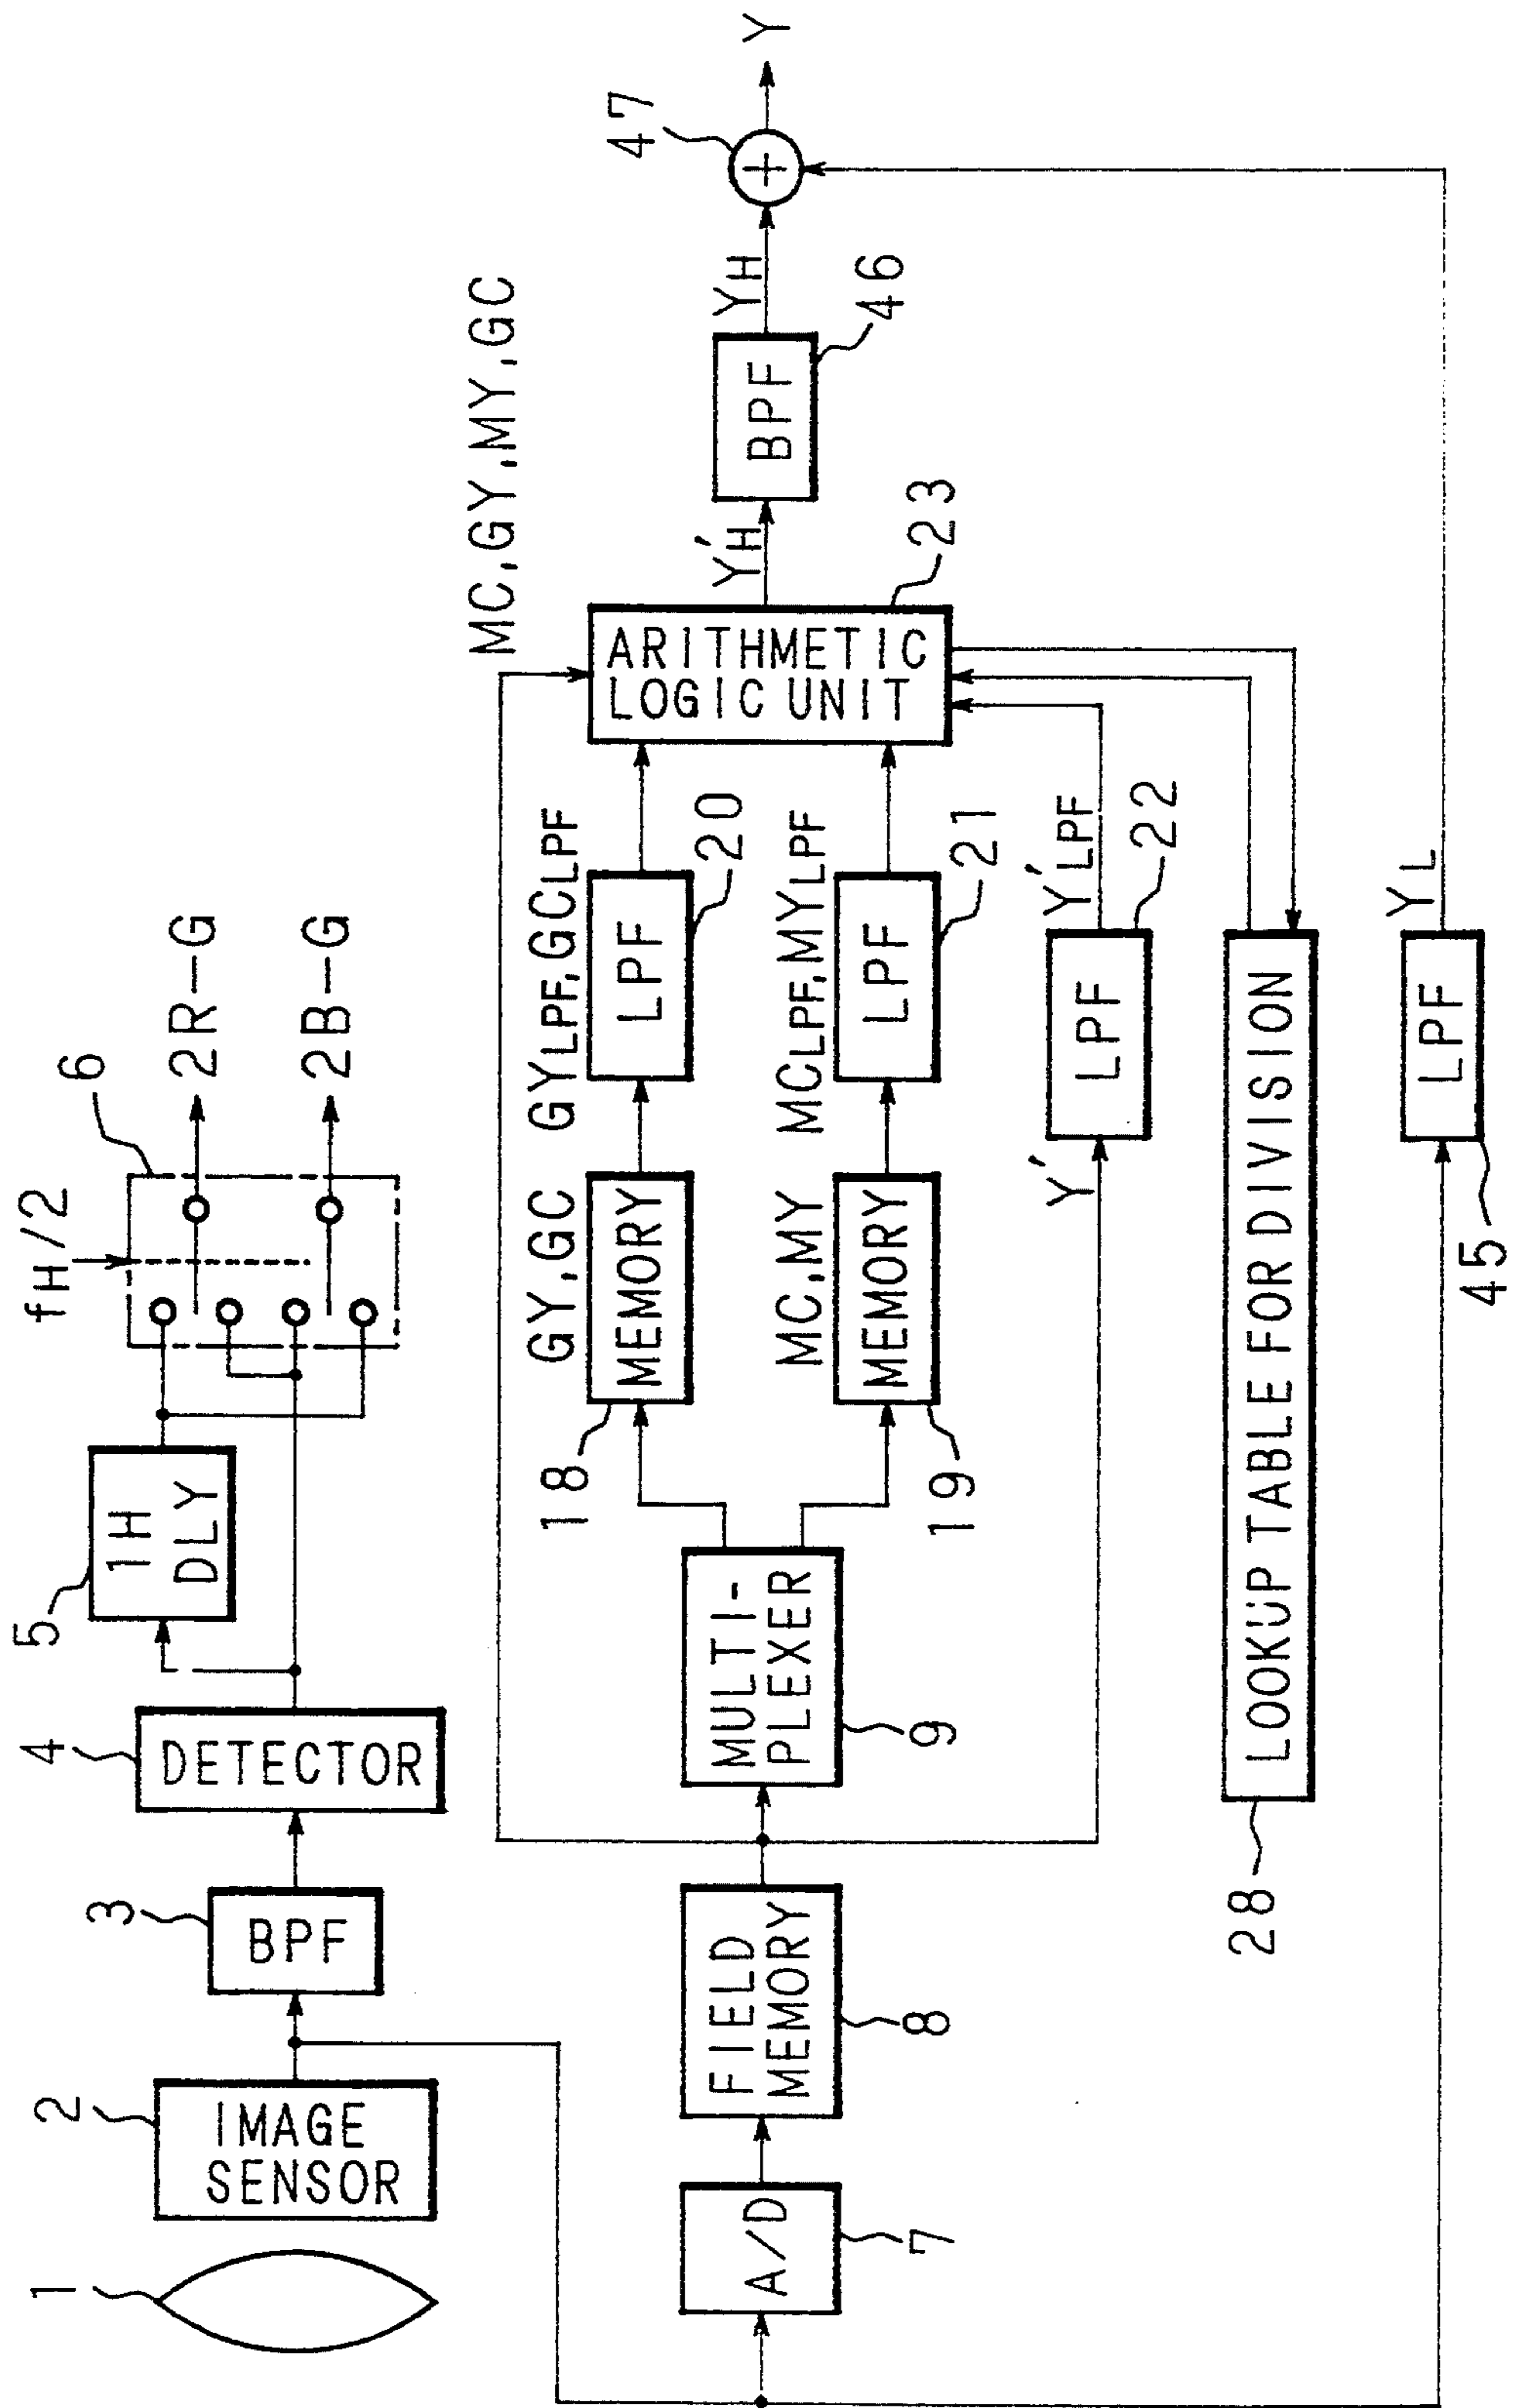 1
2
IMAGE
SENSOR
3
BPF
4
DETECTOR
5
1H
DLY
fH/2
6
2R-G
2B-G
MC,GY,MY,GC
A/D
7
FIELD
MEMORY
8
MULTI-
PLEXER
9
18
MEMORY
GY,GC
GYLPF,GCLPF
LPF
20
19
MEMORY
MC,MY
MCLPF,MYLPF
LPF
21
ARITHMETIC
LOGIC UNIT
23
Y'H
BPF
46
YH
47
+
Y
Y'
LPF
Y'LPF
22
28
LOOKUP TABLE FOR DIVISION
LPF
45
YL